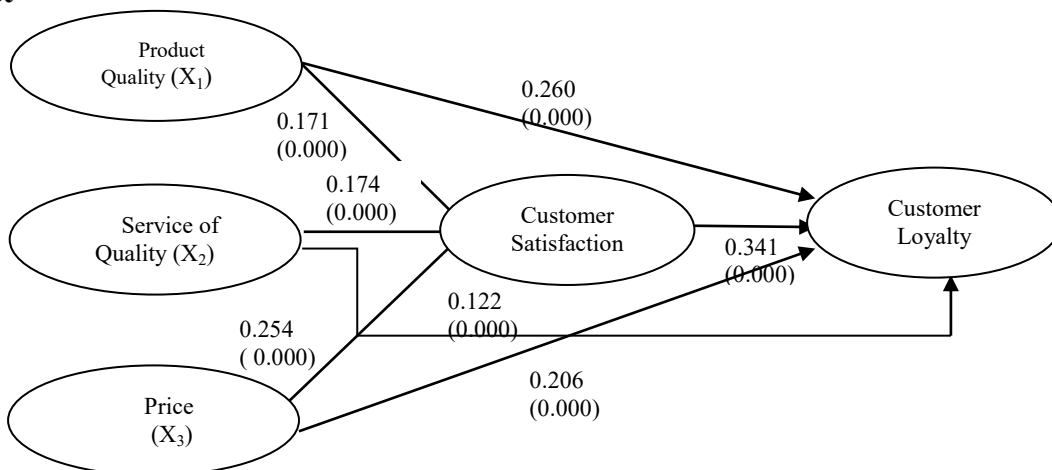 Product
Quality (X₁)
0.260
(0.000)
0.171
(0.000)
0.174
(0.000)
Service of
Quality (X₂)
Customer
Satisfaction
Customer
Loyalty
0.341
(0.000)
0.122
(0.000)
0.254
( 0.000)
0.206
(0.000)
Price
(X₃)